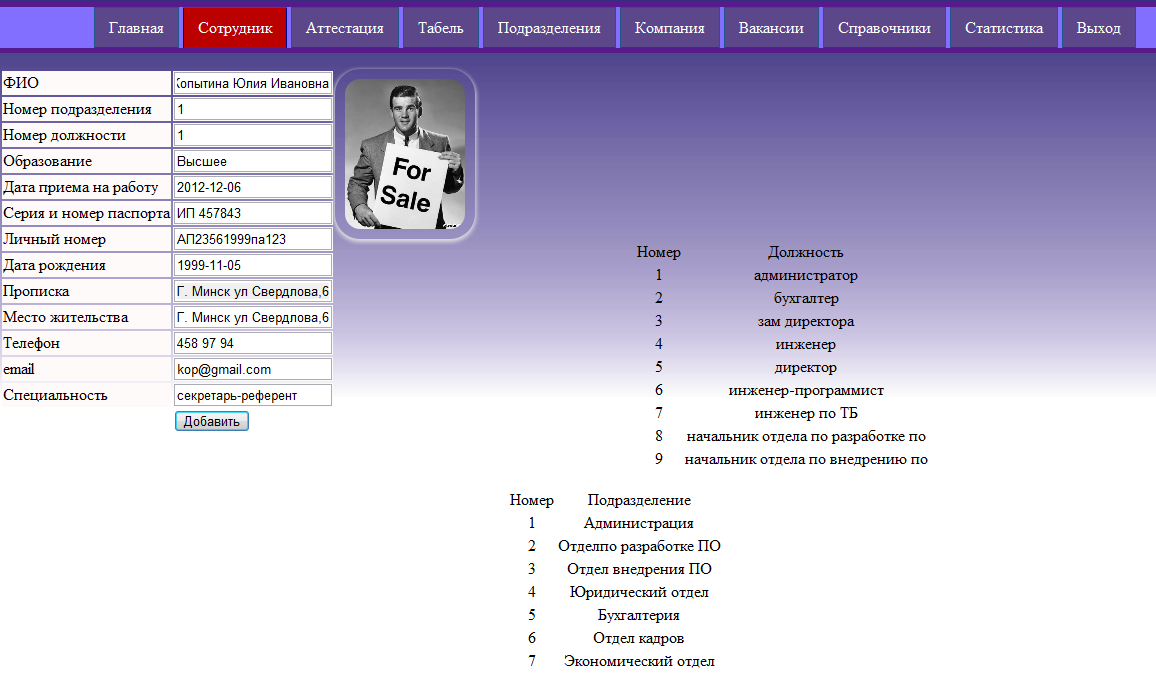 Главная Сотрудник Аттестация Табель Подразделения Компания Вакансии Справочники Статистика Выход
ФИО Копытина Юлия Ивановна
Номер подразделения 1
Номер должности 1
Образование Высшее
Дата приема на работу 2012-12-06
Серия и номер паспорта ИП 457843
Личный номер АП23561999па123
Дата рождения 1999-11-05
Прописка Г. Минск ул Свердлова,6
Место жительства Г. Минск ул Свердлова,6
Телефон 458 97 94
email kop@gmail.com
Специальность секретарь-референт
Добавить
For
Sale
Номер Должность
1 администратор
2 бухгалтер
3 зам директора
4 инженер
5 директор
6 инженер-программист
7 инженер по ТБ
8 начальник отдела по разработке по
9 начальник отдела по внедрению по
Номер Подразделение
1 Администрация
2 Отделпо разработке ПО
3 Отдел внедрения ПО
4 Юридический отдел
5 Бухгалтерия
6 Отдел кадров
7 Экономический отдел